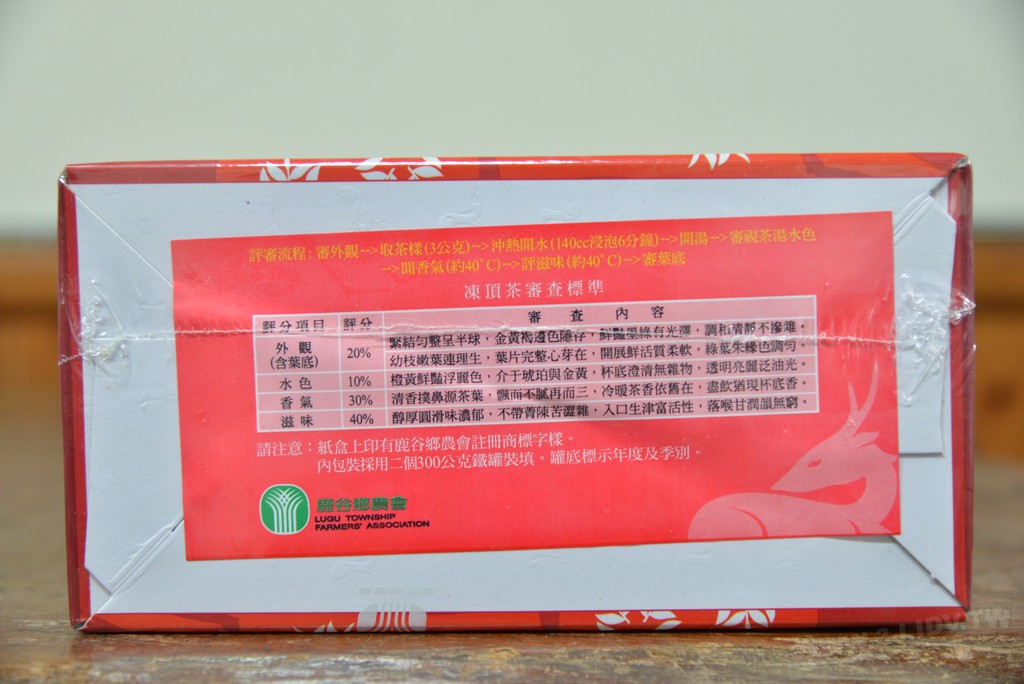 評審流程: 審外觀-->取茶樣(3公克)-->沖熱開水(140cc浸泡6分鐘)-->開湯-->審視茶湯水色
-->聞香氣(約40°C)-->評滋味(約40°C)-->審葉底
凍頂茶審查標準
評分項目 評分 審查內容
外觀(含葉底) 20% 緊結勻整呈半球，金黃褐邊色隱存，鮮豔墨綠有光澤，調和清靜不摻雜。
幼枝嫩葉連理生，葉片完整心芽在，開展鮮活質柔軟，綠葉朱緣色調勻。
水色 10% 橙黃鮮豔浮麗色，介于琥珀與金黃，杯底澄清無雜物，透明亮麗泛油光。
香氣 30% 清香撲鼻源茶葉，飄而不膩再而三，冷暖茶香依舊在，盡飲猶現杯底香。
滋味 40% 醇厚圓滑味濃郁，不帶菁陳苦澀雜，入口生津富活性，落喉甘潤韻無窮。
請注意：紙盒上印有鹿谷鄉農會註冊商標字樣。
內包裝採用二個300公克鐵罐裝填。罐底標示年度及季別。
鹿谷鄉農會
LUGU TOWNSHIP
FARMERS' ASSOCIATION